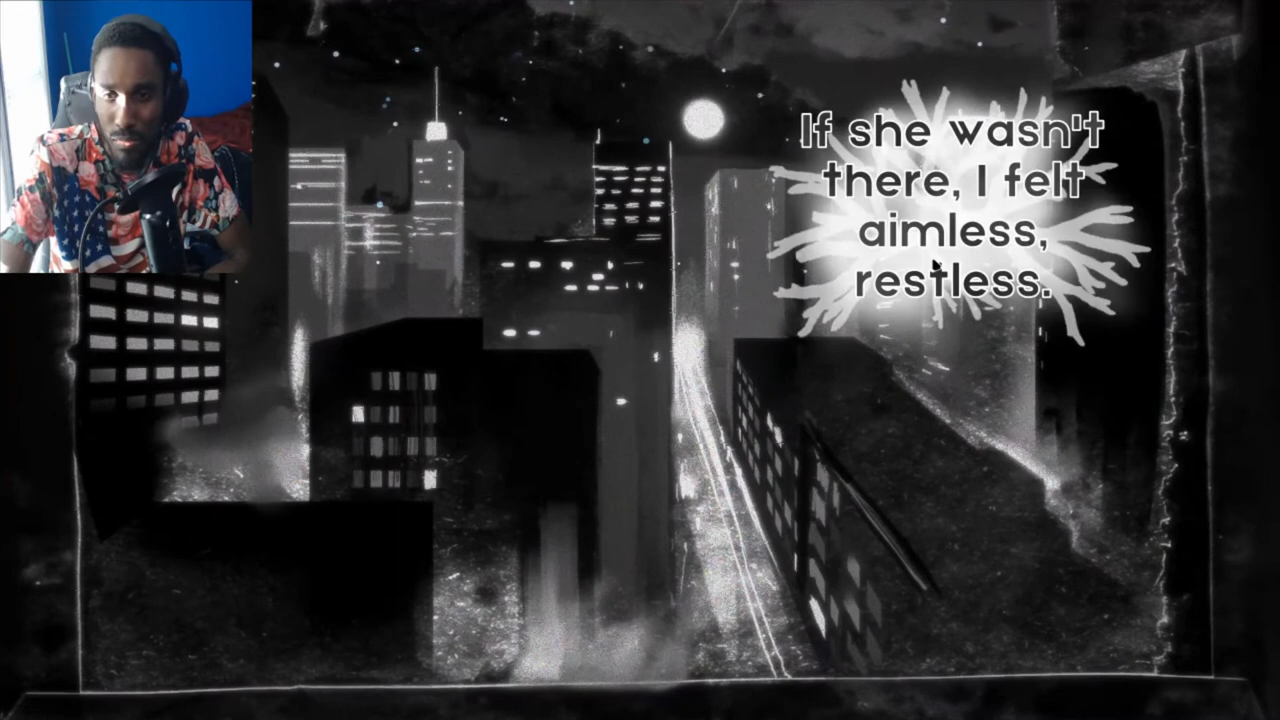 If she wasn't
there, I felt
aimless,
restless.